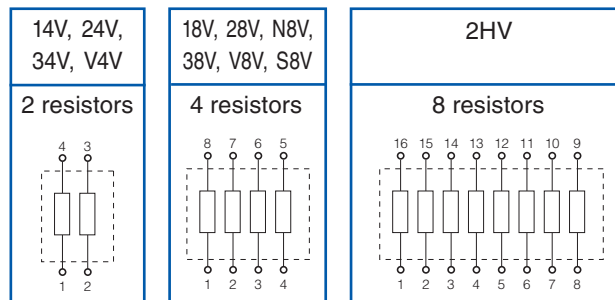 14V, 24V,
34V, V4V
2 resistors
4 3
1 2
18V, 28V, N8V,
38V, V8V, S8V
4 resistors
8 7 6 5
1 2 3 4
2HV
8 resistors
16 15 14 13 12 11 10 9
1 2 3 4 5 6 7 8